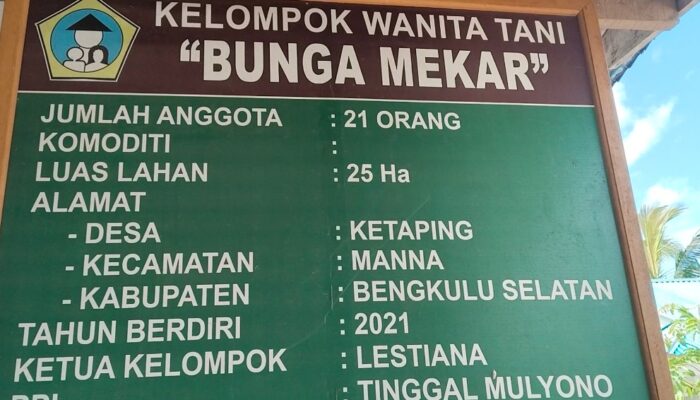 KELOMPOK WANITA TANI
"BUNGA MEKAR"
JUMLAH ANGGOTA : 21 ORANG
KOMODITI :
LUAS LAHAN : 25 Ha
ALAMAT
- DESA : KETAPING
- KECAMATAN : MANNA
- KABUPATEN : BENGKULU SELATAN
TAHUN BERDIRI : 2021
KETUA KELOMPOK : LESTIANA
: TINGGAL MULYONO